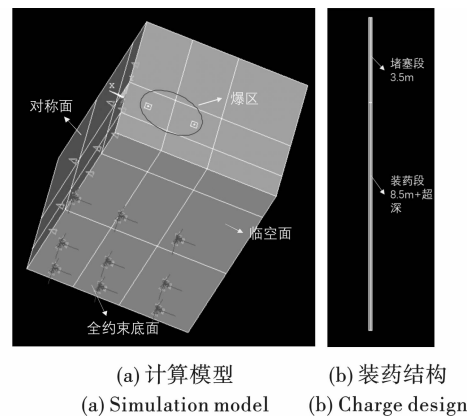 对称面
爆区
临空面
全约束底面
堵塞段
3.5m
装药段
8.5m+超
深
(a) 计算模型
(a) Simulation model
(b) 装药结构
(b) Charge design